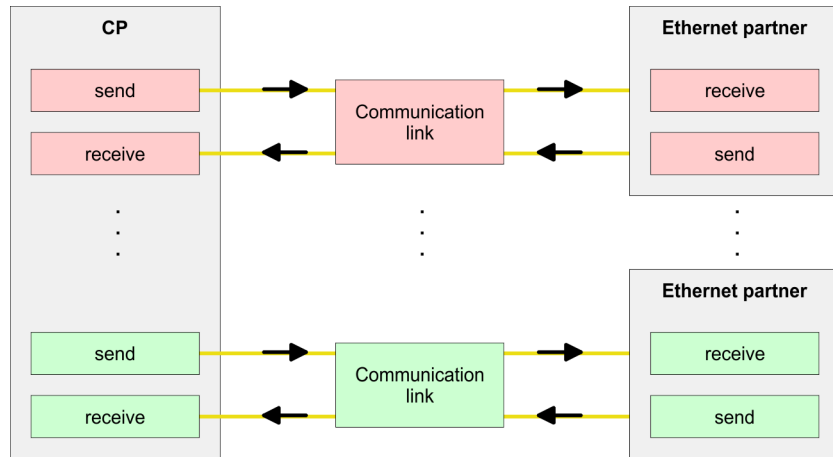 CP
Ethernet partner
send
receive
Communication
link
receive
send
Ethernet partner
send
receive
Communication
link
receive
send